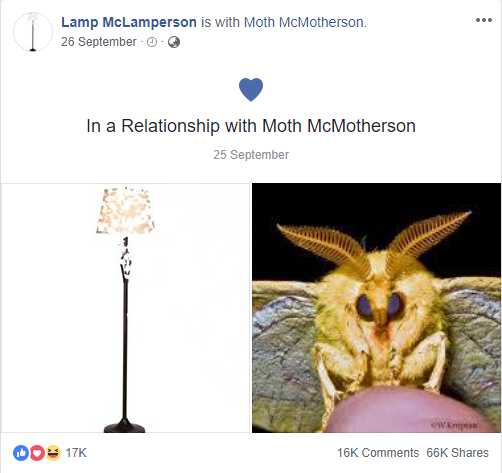 Lamp McLamperson is with Moth McMotherson.
26 September
In a Relationship with Moth McMotherson
25 September
©W.Krupsaw
17K
16K Comments 66K Shares